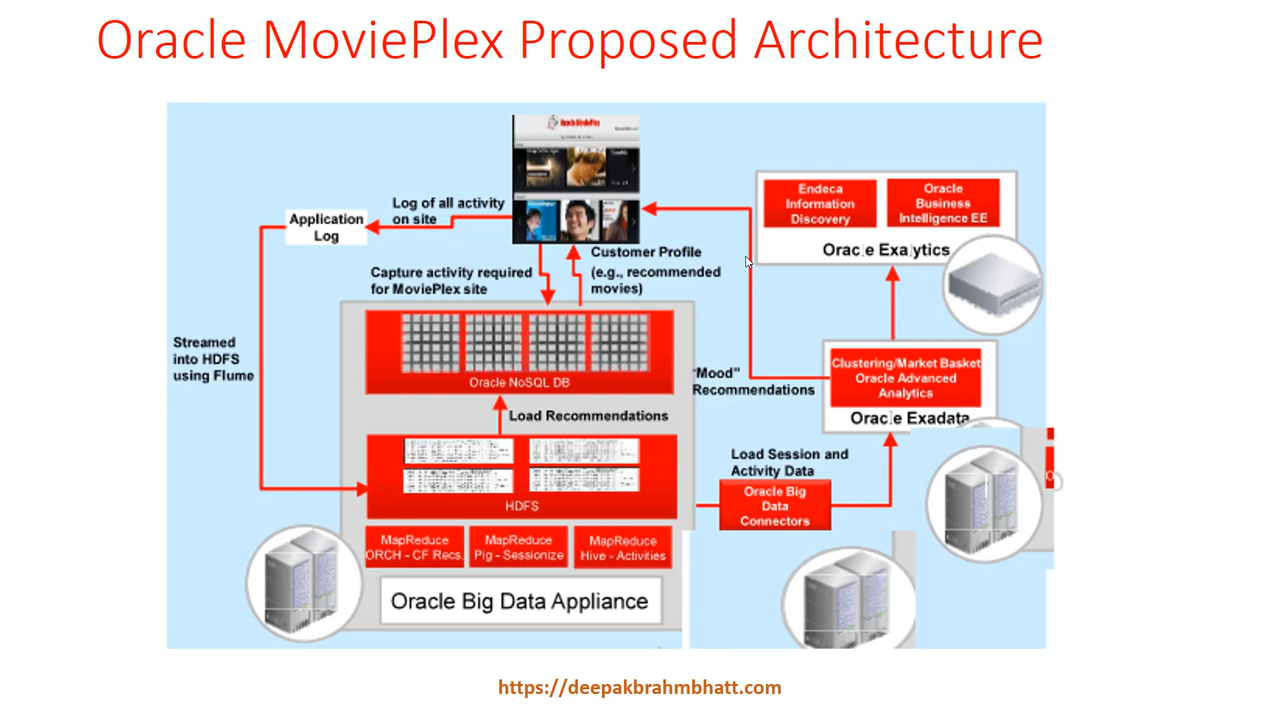 Oracle MoviePlex Proposed Architecture
Oracle MoviePlex
Log of all activity
on site
Application
Log
Endeca
Information
Discovery
Oracle
Business
Intelligence EE
Oracle Exalytics
Customer Profile
(e.g., recommended
movies)
Capture activity required
for MoviePlex site
Streamed
into HDFS
using Flume
Oracle NoSQL DB
"Mood"
Recommendations
Clustering/Market Basket
Oracle Advanced
Analytics
Oracle Exadata
Load Recommendations
Load Session and
Activity Data
Oracle Big
Data
Connectors
HDFS
MapReduce
ORCH - CF Recs.
MapReduce
Pig - Sessionize
MapReduce
Hive - Activities
Oracle Big Data Appliance
https://deepakbrahmbhatt.com